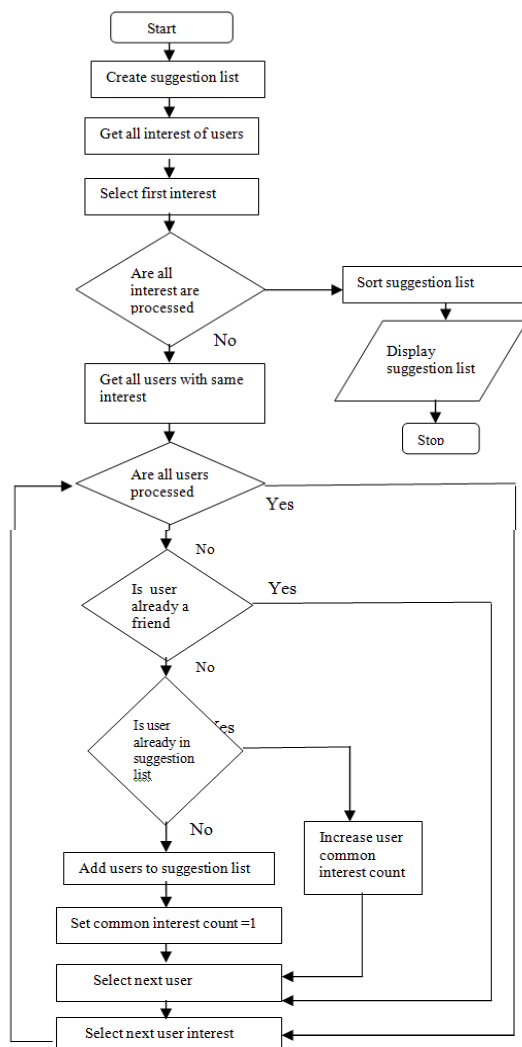 Start
Create suggestion list
Get all interest of users
Select first interest
Are all
interest are
processed
Sort suggestion list
No
Display
suggestion list
Get all users with same
interest
Stop
Are all users
processed
Yes
No
Is user
already a
friend
Yes
No
Is user
already in
suggestion
list
Yes
No
Increase user
common
interest count
Add users to suggestion list
Set common interest count =1
Select next user
Select next user interest